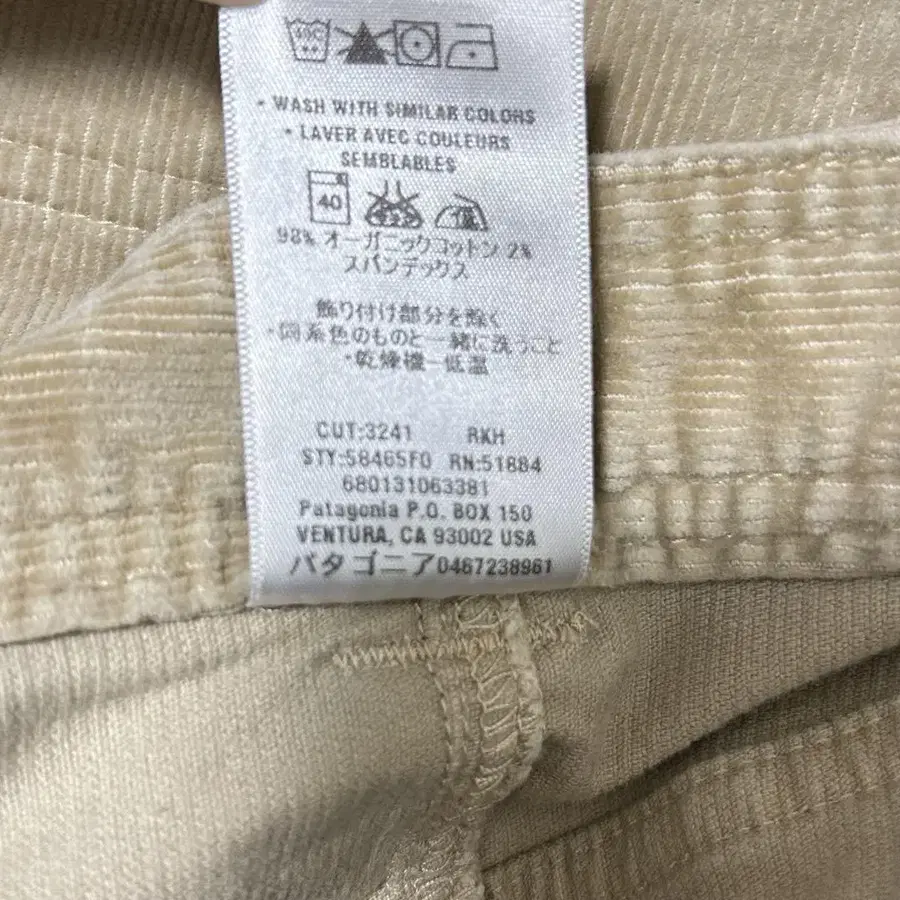 40C
• WASH WITH SIMILAR COLORS
• LAVER AVEC COULEURS
SEMBLABLES
40 低
98% オーガニックコットン 2%
スパンデックス
飾り付け部分を除く
・同系色のものと一緒に洗うこと
・乾燥機一低温
CUT:3241 RKH
STY:58465F0 RN:51884
680131063381
Patagonia P.O. BOX 150
VENTURA, CA 93002 USA
パタゴニア0467238961